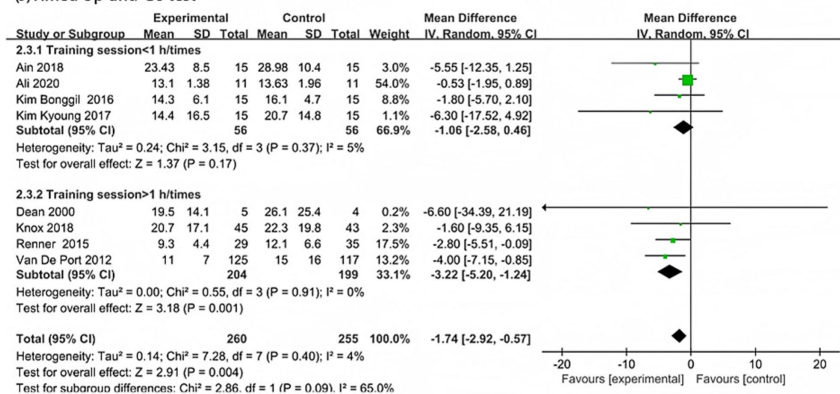 Experimental Control Mean Difference Mean Difference
Study or Subgroup Mean SD Total Mean SD Total Weight IV, Random, 95% CI IV, Random, 95% CI
2.3.1 Training session<1 h/times
Ain 2018 23.43 8.5 15 28.98 10.4 15 3.0% -5.55 [-12.35, 1.25]
Ali 2020 13.1 1.38 11 13.63 1.96 11 54.0% -0.53 [-1.95, 0.89]
Kim Bonggil 2016 14.3 6.1 15 16.1 4.7 15 8.8% -1.80 [-5.70, 2.10]
Kim Kyoung 2017 14.4 16.5 15 20.7 14.8 15 1.1% -6.30 [-17.52, 4.92]
Subtotal (95% CI) 56 56 66.9% -1.06 [-2.58, 0.46]
Heterogeneity: Tau² = 0.24; Chi² = 3.15, df = 3 (P = 0.37); I² = 5%
Test for overall effect: Z = 1.37 (P = 0.17)
2.3.2 Training session>1 h/times
Dean 2000 19.5 14.1 5 26.1 25.4 4 0.2% -6.60 [-34.39, 21.19]
Knox 2018 20.7 17.1 45 22.3 19.8 43 2.3% -1.60 [-9.35, 6.15]
Renner 2015 9.3 4.4 29 12.1 6.6 35 17.5% -2.80 [-5.51, -0.09]
Van De Port 2012 11 7 125 15 16 117 13.2% -4.00 [-7.15, -0.85]
Subtotal (95% CI) 204 199 33.1% -3.22 [-5.20, -1.24]
Heterogeneity: Tau² = 0.00; Chi² = 0.55, df = 3 (P = 0.91); I² = 0%
Test for overall effect: Z = 3.18 (P = 0.001)
Total (95% CI) 260 255 100.0% -1.74 [-2.92, -0.57]
Heterogeneity: Tau² = 0.14; Chi² = 7.28, df = 7 (P = 0.40); I² = 4%
Test for overall effect: Z = 2.91 (P = 0.004)
Test for subgroup differences: Chi² = 2.86, df = 1 (P = 0.09), I² = 65.0%
-20 -10 0 10 20
Favours [experimental] Favours [control]